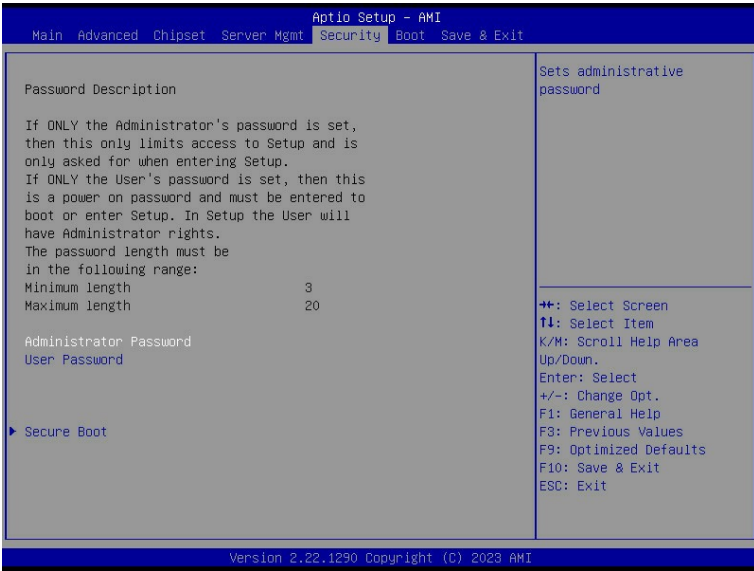 Aptio Setup - AMI
Main Advanced Chipset Server Mgmt Security Boot Save & Exit
Password Description
If ONLY the Administrator's password is set,
then this only limits access to Setup and is
only asked for when entering Setup.
If ONLY the User's password is set, then this
is a power on password and must be entered to
boot or enter Setup. In Setup the User will
have Administrator rights.
The password length must be
in the following range:
Minimum length 3
Maximum length 20
Administrator Password
User Password
Secure Boot
Sets administrative
password
→←: Select Screen
↑↓: Select Item
K/M: Scroll Help Area
Up/Down.
Enter: Select
+/-: Change Opt.
F1: General Help
F3: Previous Values
F9: Optimized Defaults
F10: Save & Exit
ESC: Exit
Version 2.22.1290 Copyright (C) 2023 AMI